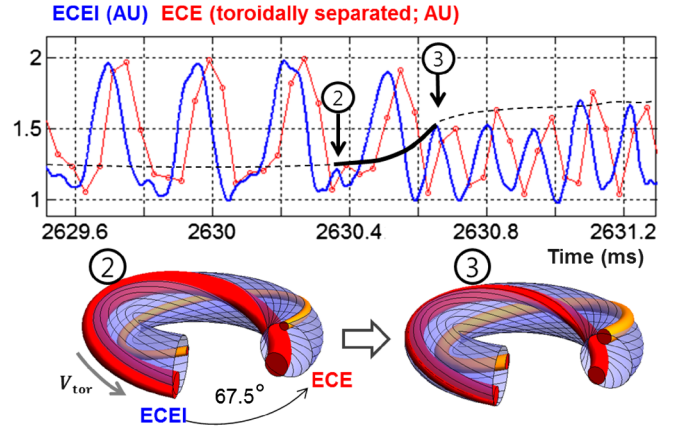 ECEI (AU) ECE (toroidally separated; AU)
2
1.5
1
2
3
2629.6 2630 2630.4 2630.8 2631.2
Time (ms)
2
3
V tor
67.5°
ECEI
ECE